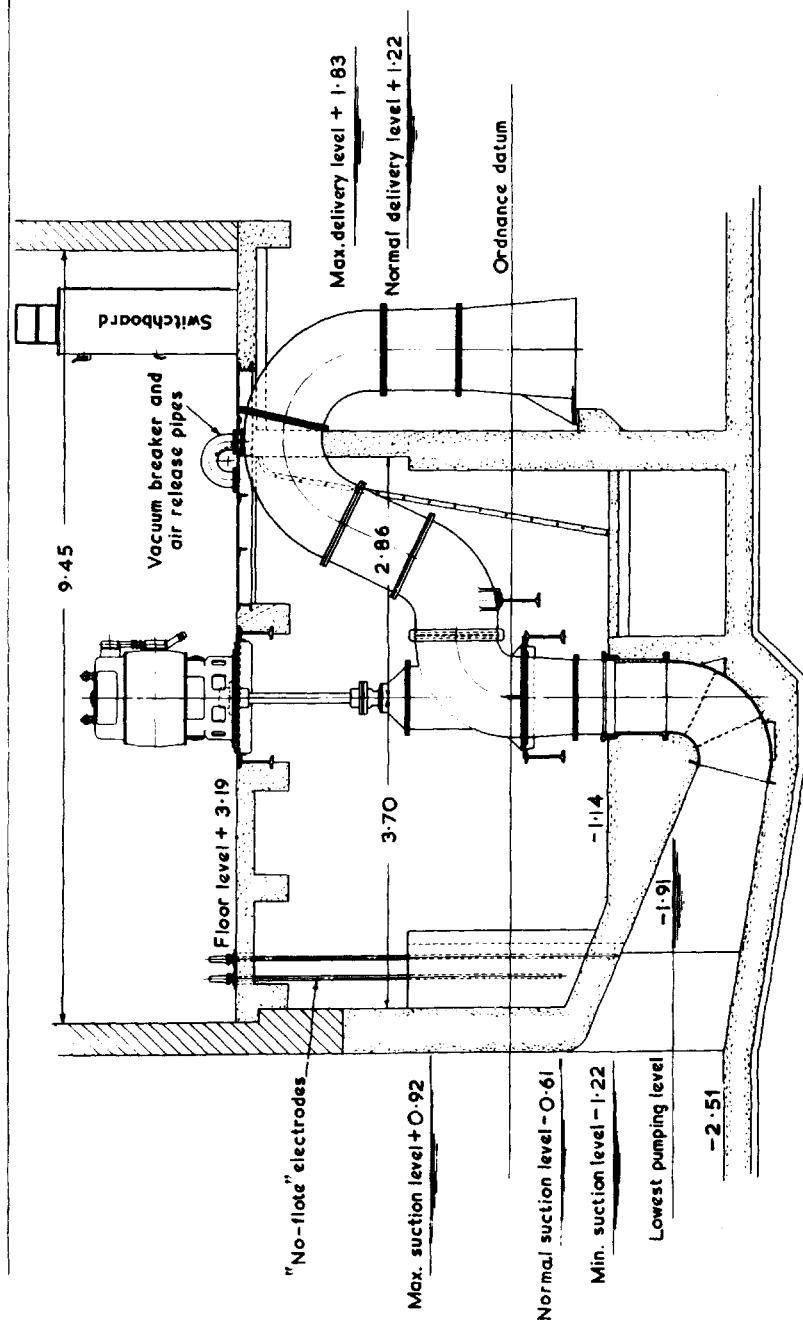 9·45
Switchboard
Vacuum breaker and
air release pipes
Floor level + 3·19
"No-flote" electrodes
Max. delivery level + 1·83
Normal delivery level + 1·22
Ordnance datum
2·86
3·70
Max. suction level + 0·92
Normal suction level - 0·61
Min. suction level - 1·22
-1·14
-1·91
Lowest pumping level
-2·51